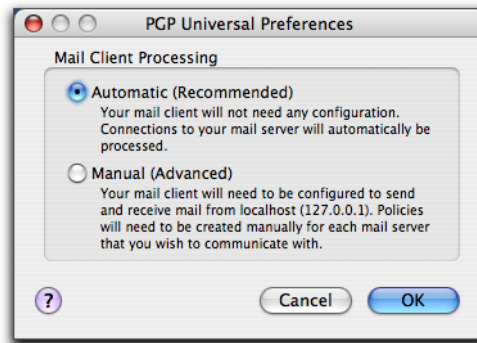 PGP Universal Preferences
Mail Client Processing
Automatic (Recommended)
Your mail client will not need any configuration.
Connections to your mail server will automatically be
processed.
Manual (Advanced)
Your mail client will need to be configured to send
and receive mail from localhost (127.0.0.1). Policies
will need to be created manually for each mail server
that you wish to communicate with.
?
Cancel
OK